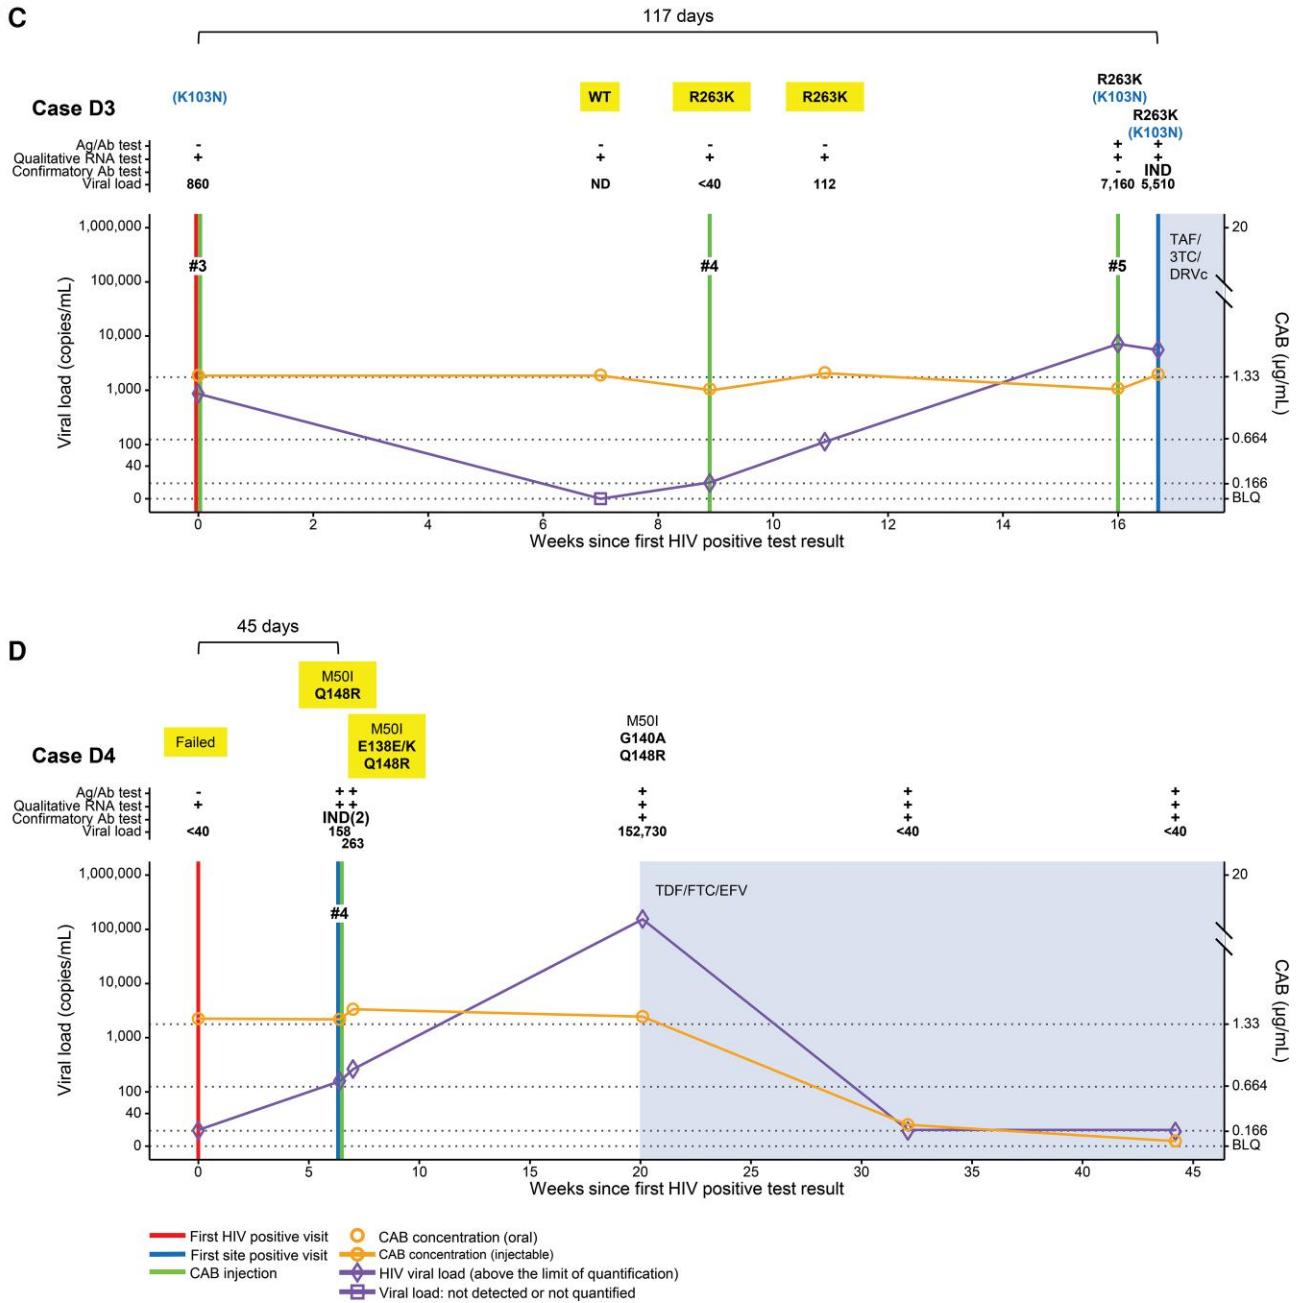 C
117 days
Case D3
(K103N)
WT
R263K
R263K
R263K
(K103N)
R263K
(K103N)
Ag/Ab test - - - - + +
Qualitative RNA test + + + + + +
Confirmatory Ab test - IND
Viral load 860 ND <40 112 7,160 5,510
1,000,000
100,000
10,000
1,000
100
40
0
Viral load (copies/mL)
#3
#4
#5
TAF/
3TC/
DRVc
20
1.33
0.664
0.166
BLQ
CAB (µg/mL)
0 2 4 6 8 10 12 14 16
Weeks since first HIV positive test result
D
45 days
Case D4
Failed
M50I
Q148R
M50I
E138E/K
Q148R
M50I
G140A
Q148R
Ag/Ab test - + + + + +
Qualitative RNA test + + + + + +
Confirmatory Ab test IND(2) + + +
Viral load <40 158 152,730 <40 <40
263
1,000,000
100,000
10,000
1,000
100
40
0
Viral load (copies/mL)
#4
TDF/FTC/EFV
20
1.33
0.664
0.166
BLQ
CAB (µg/mL)
0 5 10 15 20 25 30 35 40 45
Weeks since first HIV positive test result
First HIV positive visit
First site positive visit
CAB injection
CAB concentration (oral)
CAB concentration (injectable)
HIV viral load (above the limit of quantification)
Viral load: not detected or not quantified